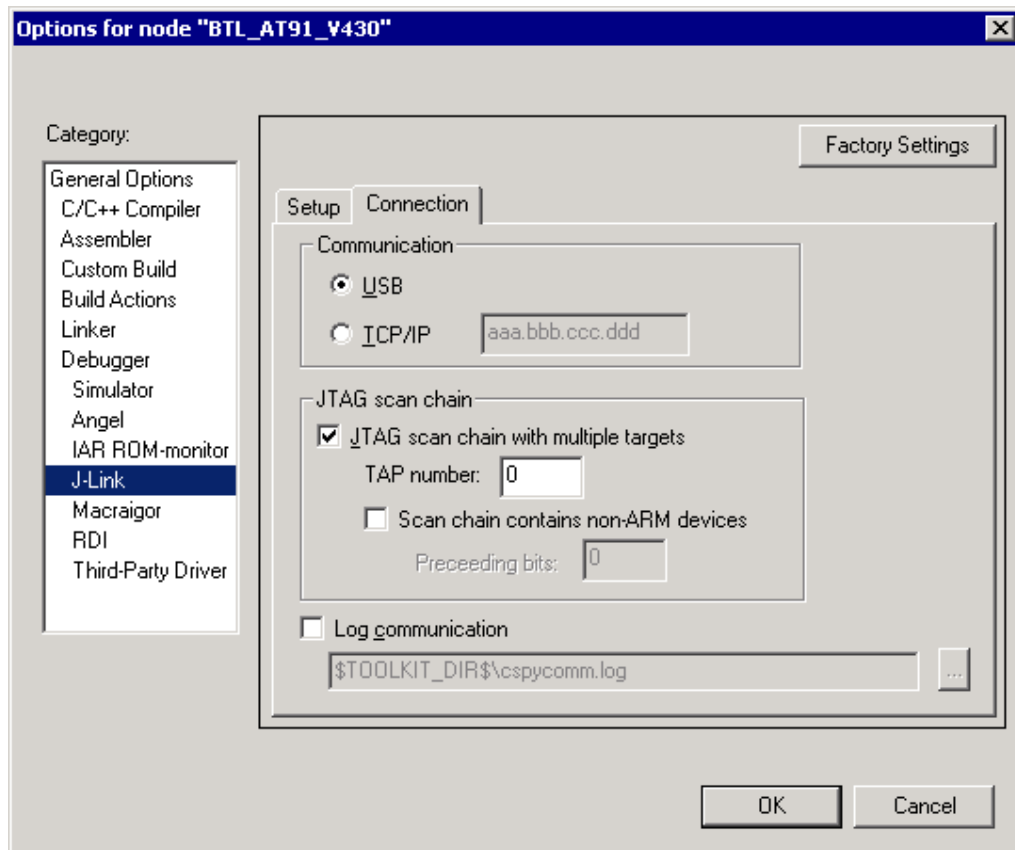 Options for node "BTL_AT91_V430"
Category:
General Options
C/C++ Compiler
Assembler
Custom Build
Build Actions
Linker
Debugger
Simulator
Angel
IAR ROM-monitor
J-Link
Macraigor
RDI
Third-Party Driver
Factory Settings
Setup Connection
Communication
USB
TCP/IP aaa.bbb.ccc.ddd
JTAG scan chain
JTAG scan chain with multiple targets
TAP number: 0
Scan chain contains non-ARM devices
Preceeding bits: 0
Log communication
$TOOLKIT_DIR$\cspycomm.log ...
OK Cancel